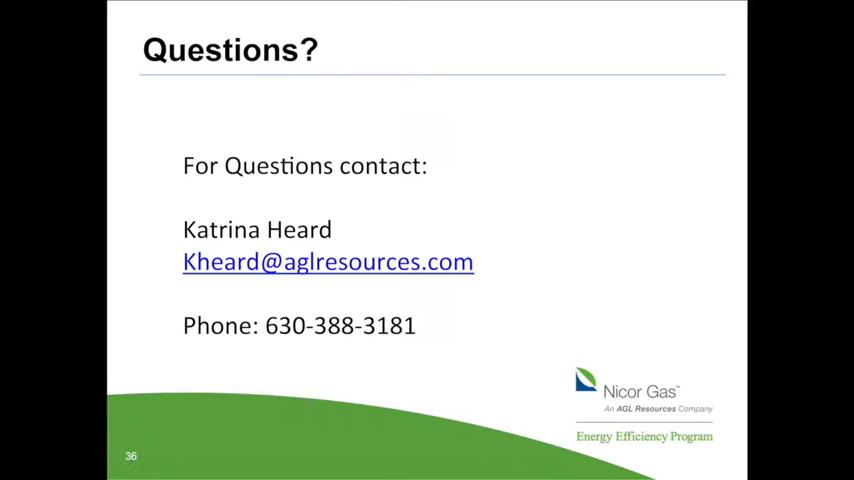 Questions?
For Questions contact:
Katrina Heard
Kheard@aglresources.com
Phone: 630-388-3181
Nicor Gas™
An AGL Resources Company
Energy Efficiency Program
36